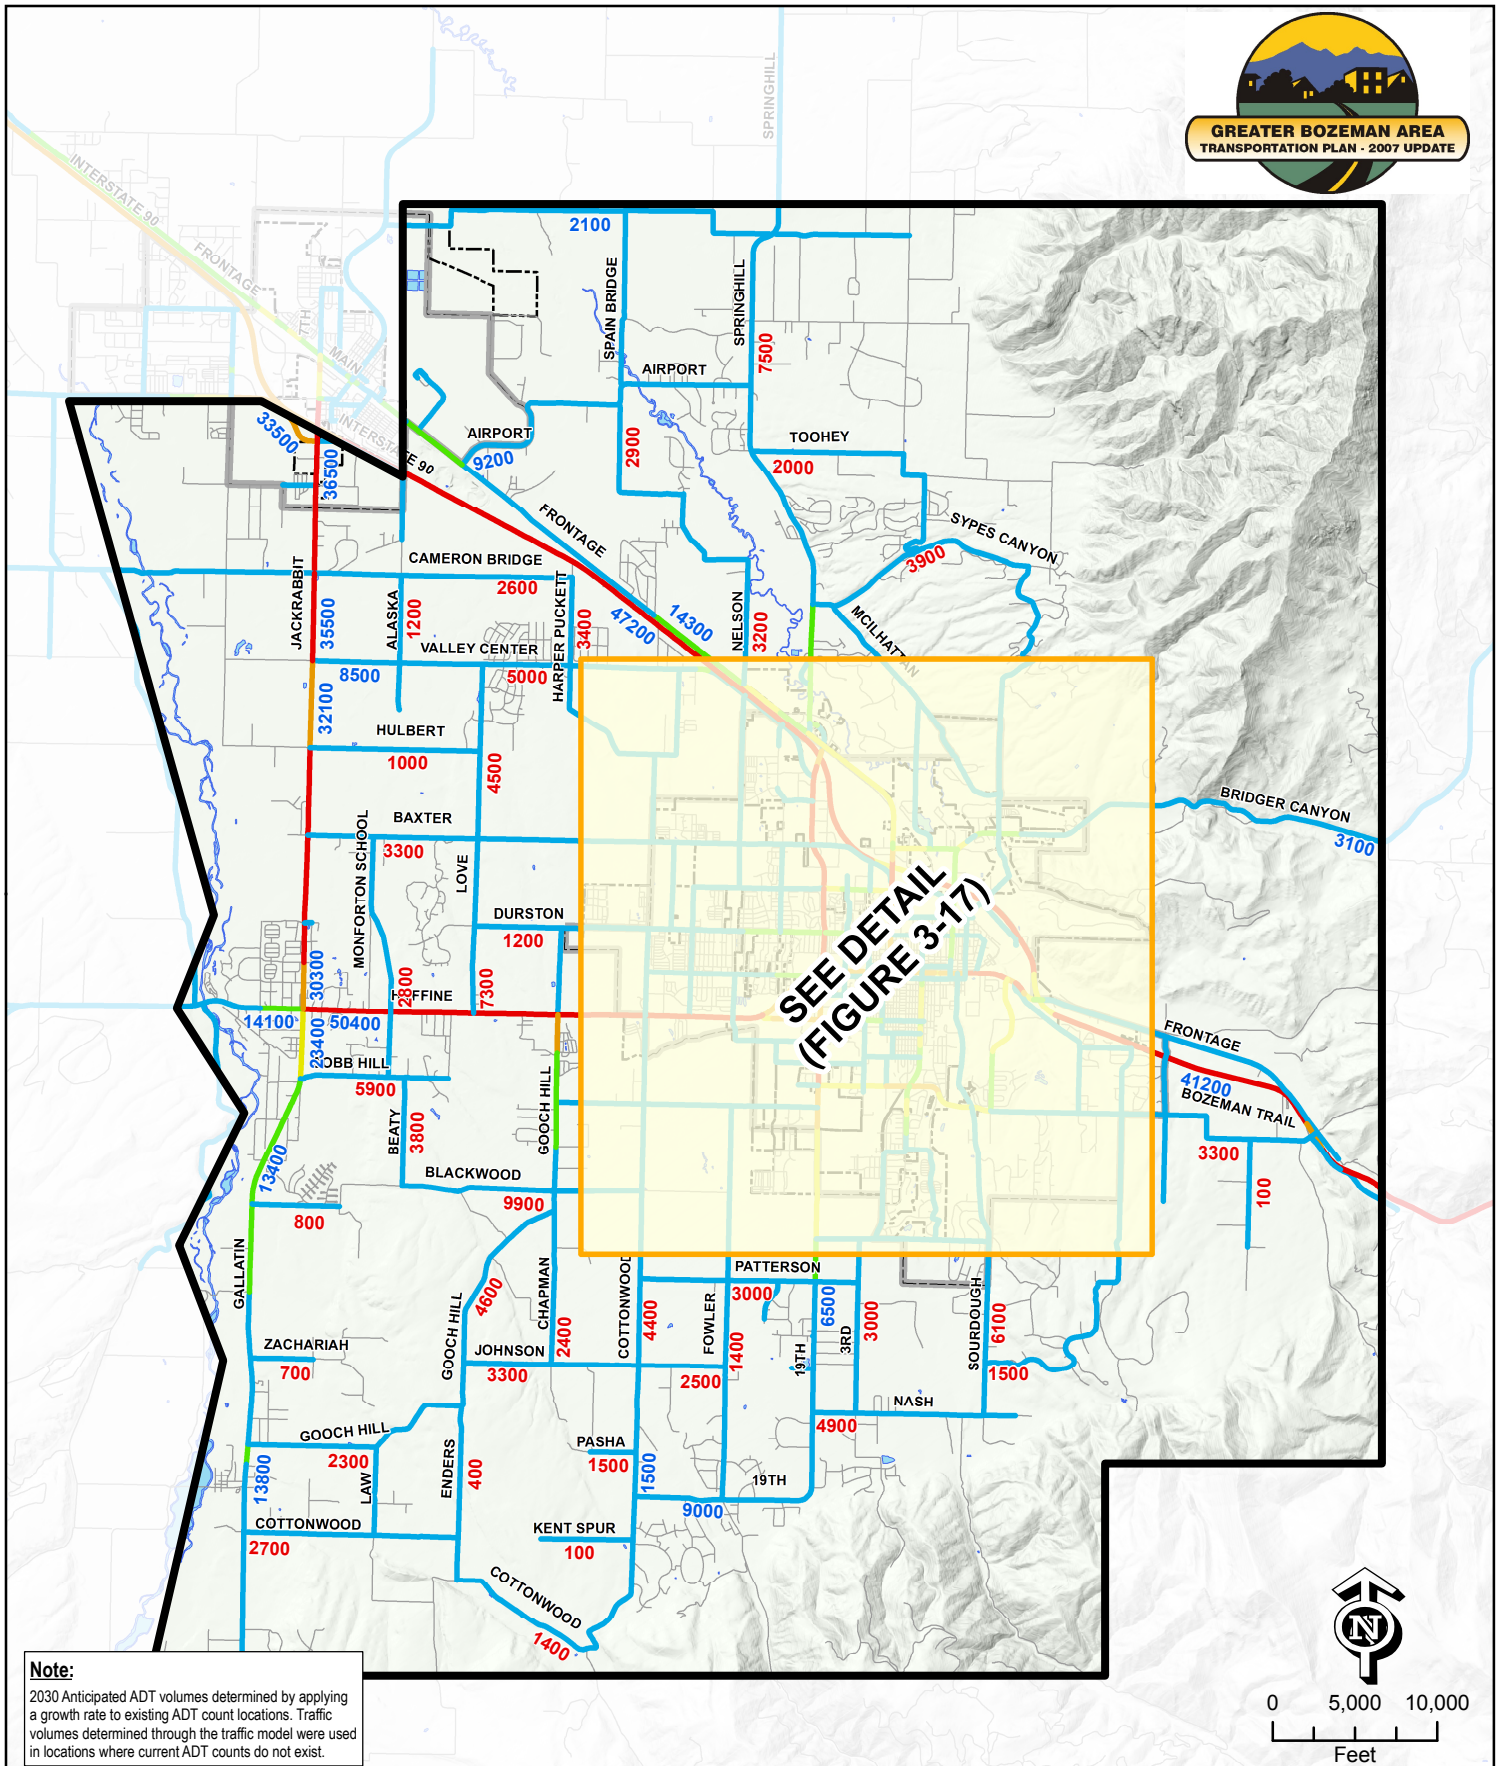 GREATER BOZEMAN AREA
TRANSPORTATION PLAN - 2007 UPDATE
SPRINGHILL
INTERSTATE 90
FRONTAGE
7TH
MAIN
INTERSTATE 90
2100
SPAIN BRIDGE
SPRINGHILL
7500
AIRPORT
33500
36500
AIRPORT
9200
2900
TOOHEY
2000
FRONTAGE
SYPES CANYON
3900
CAMERON BRIDGE
2600
JACKRABBIT
35500
ALASKA
1200
HARPER PUCKETT
3400
47200
14300
NELSON
3200
MCILHATTAN
VALLEY CENTER
8500
5000
32100
HULBERT
1000
4500
BRIDGER CANYON
3100
BAXTER
3300
MONFORTON SCHOOL
LOVE
DURSTON
1200
SEE DETAIL
(FIGURE 3-17)
30300
2800
7300
HUFFINE
14100
50400
23400
COBB HILL
5900
GOOCH HILL
FRONTAGE
41200
BOZEMAN TRAIL
3300
100
BEATY
3800
13400
BLACKWOOD
9900
800
GALLATIN
PATTERSON
3000
4600
CHAPMAN
2400
COTTONWOOD
4400
FOWLER
1400
6500
19TH
3RD
3000
SOURDOUGH
6100
1500
ZACHARIAH
700
GOOCH HILL
JOHNSON
3300
2500
NASH
4900
GOOCH HILL
2300
13800
LAW
ENDERS
400
PASHA
1500
1500
19TH
9000
COTTONWOOD
2700
KENT SPUR
100
COTTONWOOD
1400
N
0 5,000 10,000
Feet
Note:
2030 Anticipated ADT volumes determined by applying
a growth rate to existing ADT count locations. Traffic
volumes determined through the traffic model were used
in locations where current ADT counts do not exist.